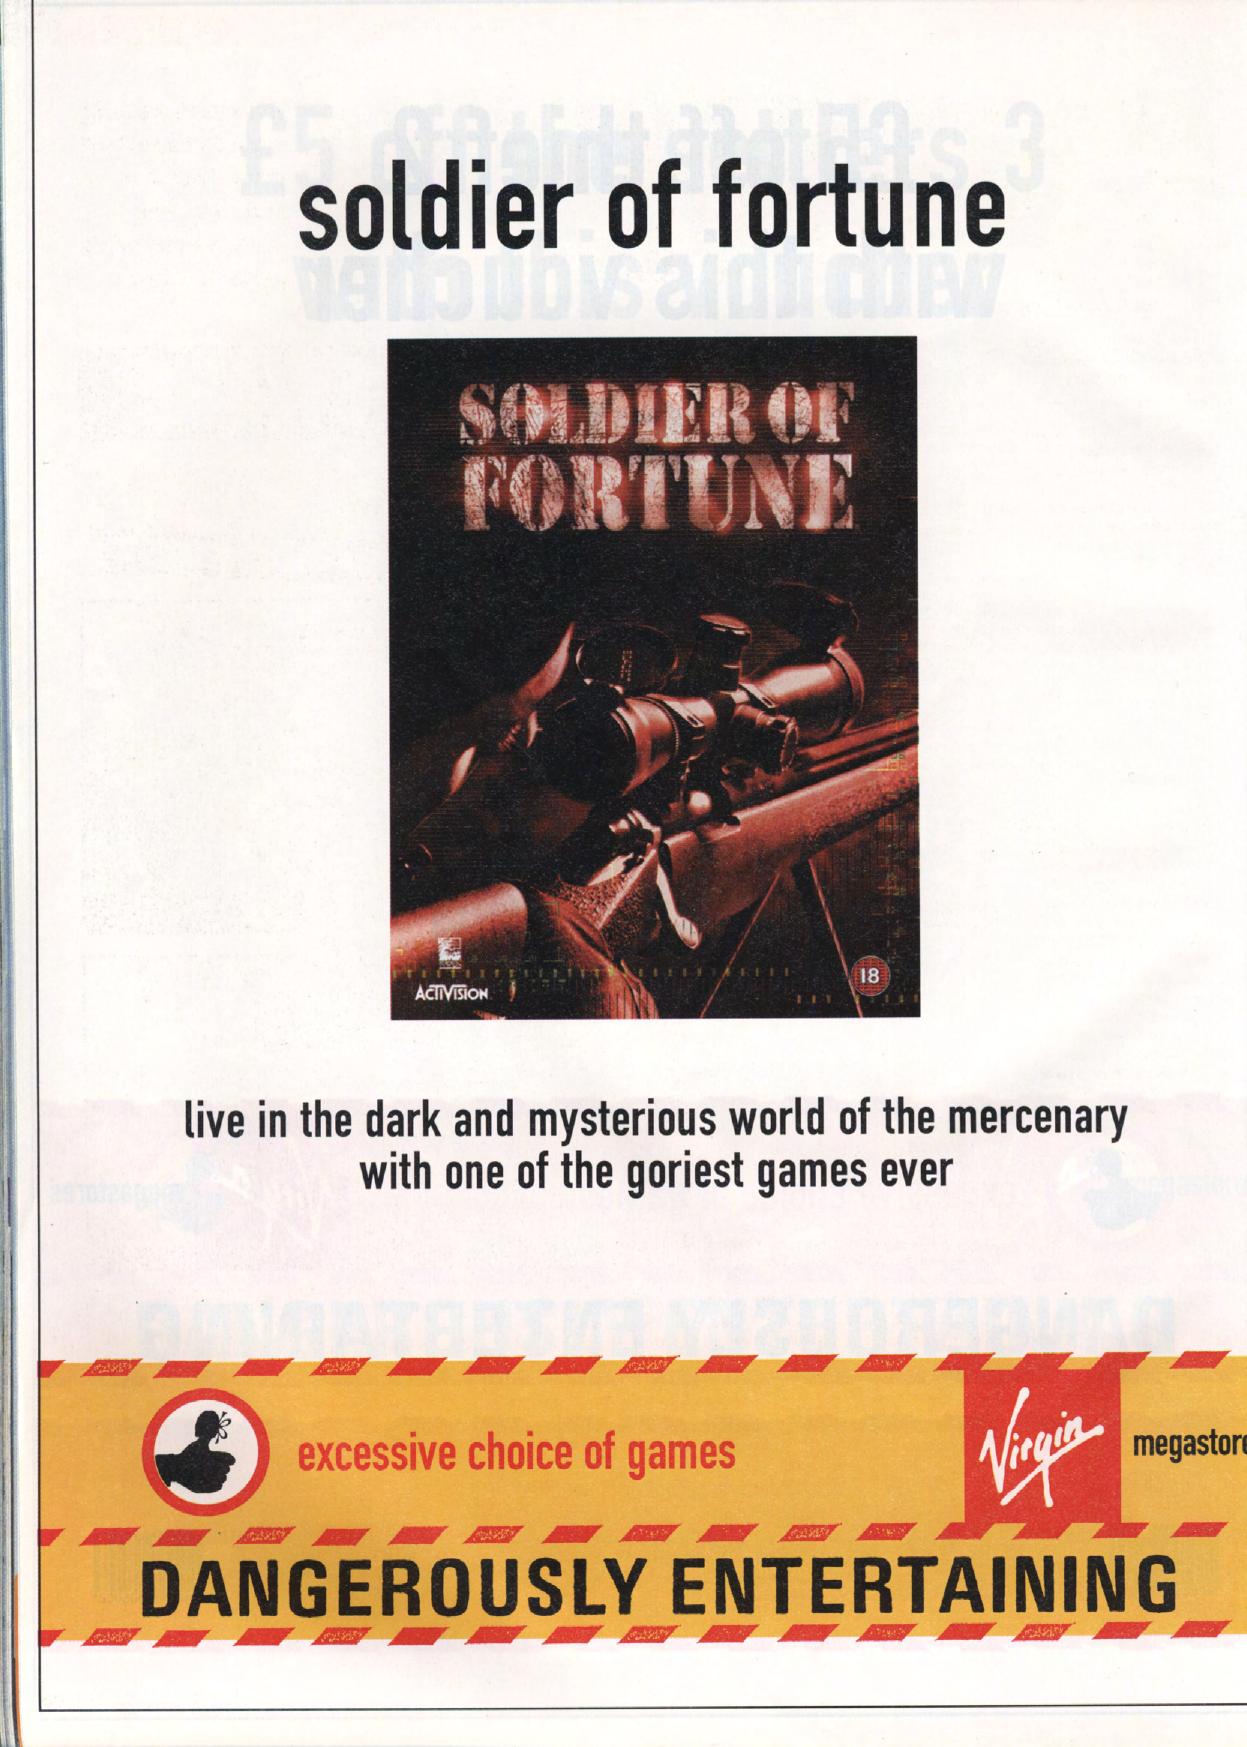 soldier of fortune
SOLDIER OF
FORTUNE
ACTIVISION
18
live in the dark and mysterious world of the mercenary
with one of the goriest games ever
excessive choice of games
Virgin
megastore
DANGEROUSLY ENTERTAINING